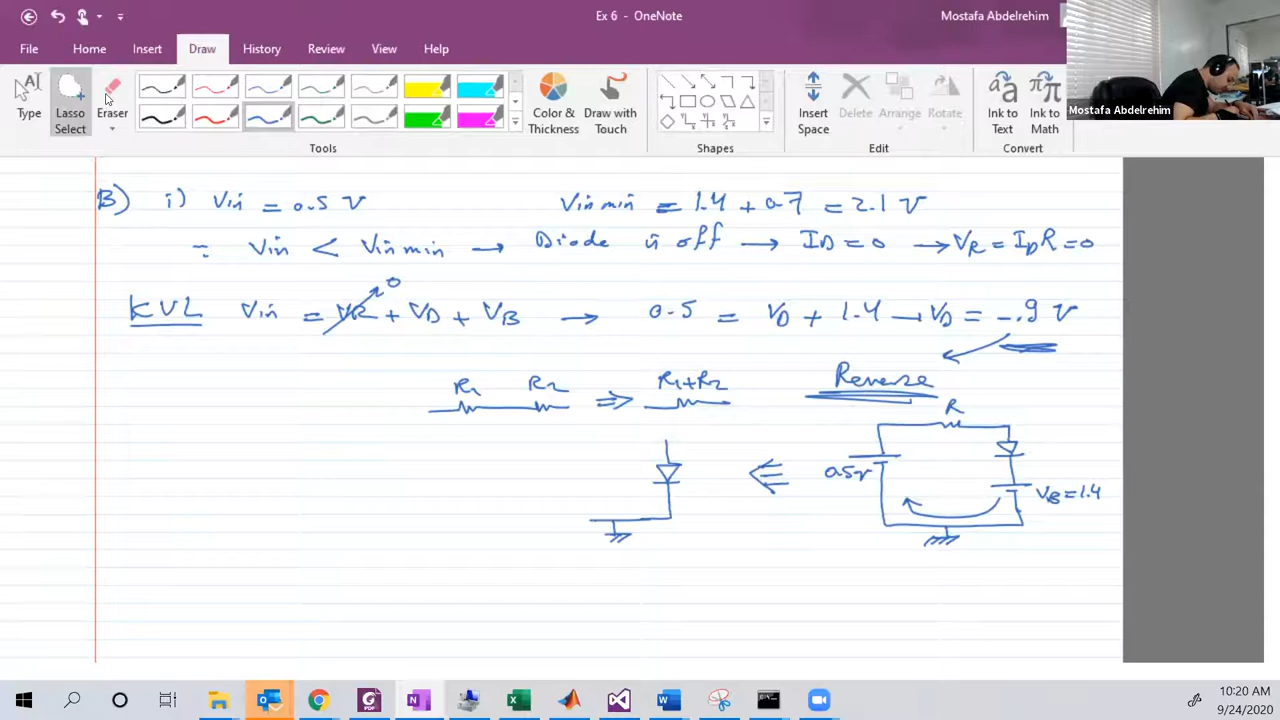 Ex 6 - OneNote
Mostafa Abdelrehim
File Home Insert Draw History Review View Help
Type
Lasso Select
Eraser
Color & Thickness
Draw with Touch
Insert Space
Delete
Arrange
Rotate
Ink to Text
Ink to Math
Mostafa Abdelrehim
Tools
Shapes
Edit
Convert
B) i) Vin = 0.5 V Vin min = 1.4 + 0.7 = 2.1 V
∵ Vin < Vin min → Diode is off → ID = 0 → VR = IDR = 0
0
KVL Vin = VR + VD + VB → 0.5 = VD + 1.4 → VD = -.9 V
R1 R2 ⇒ R1+R2
Reverse
R
0.5V
VB = 1.4
10:20 AM
9/24/2020